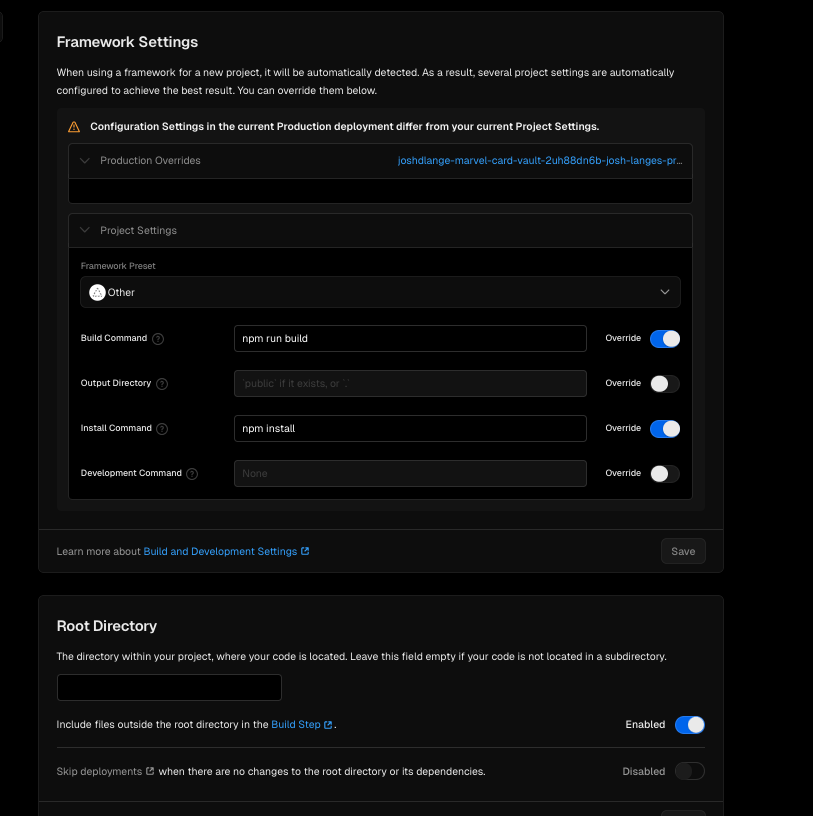 Framework Settings
When using a framework for a new project, it will be automatically detected. As a result, several project settings are automatically
configured to achieve the best result. You can override them below.
Configuration Settings in the current Production deployment differ from your current Project Settings.
Production Overrides joshdlange-marvel-card-vault-2uh88dn6b-josh-langes-pr…
Project Settings
Framework Preset
Other
Build Command ? npm run build Override
Output Directory ? `public` if it exists, or `.` Override
Install Command ? npm install Override
Development Command ? None Override
Learn more about Build and Development Settings Save
Root Directory
The directory within your project, where your code is located. Leave this field empty if your code is not located in a subdirectory.
Include files outside the root directory in the Build Step . Enabled
Skip deployments when there are no changes to the root directory or its dependencies. Disabled